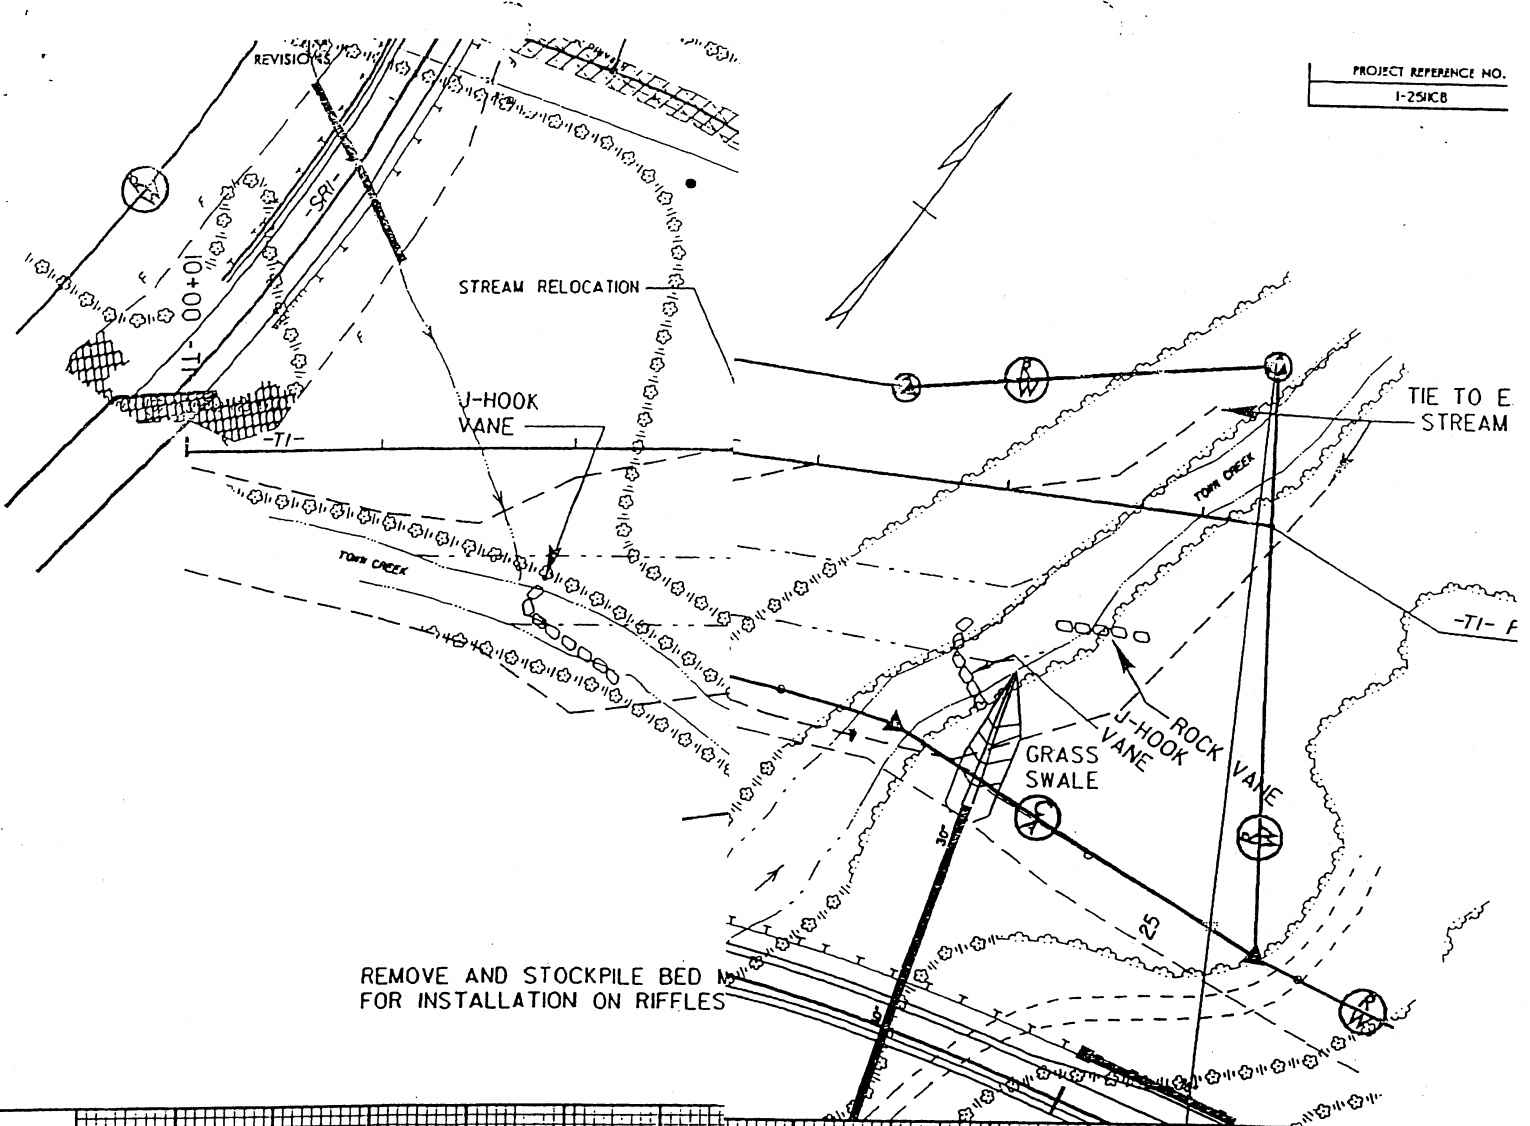 REVISIONS
PROJECT REFERENCE NO.
I-2511CB
-SR1-
10+00 -T1
STREAM RELOCATION
J-HOOK
VANE
-T1-
TIE TO E
STREAM
TOWN CREEK
TOWN CREEK
-T1-
J-HOOK
VANE
ROCK VANE
GRASS
SWALE
30"
25
REMOVE AND STOCKPILE BED
FOR INSTALLATION ON RIFFLES
R
W
C
A
R
W
R
W
R
W
F
F
F